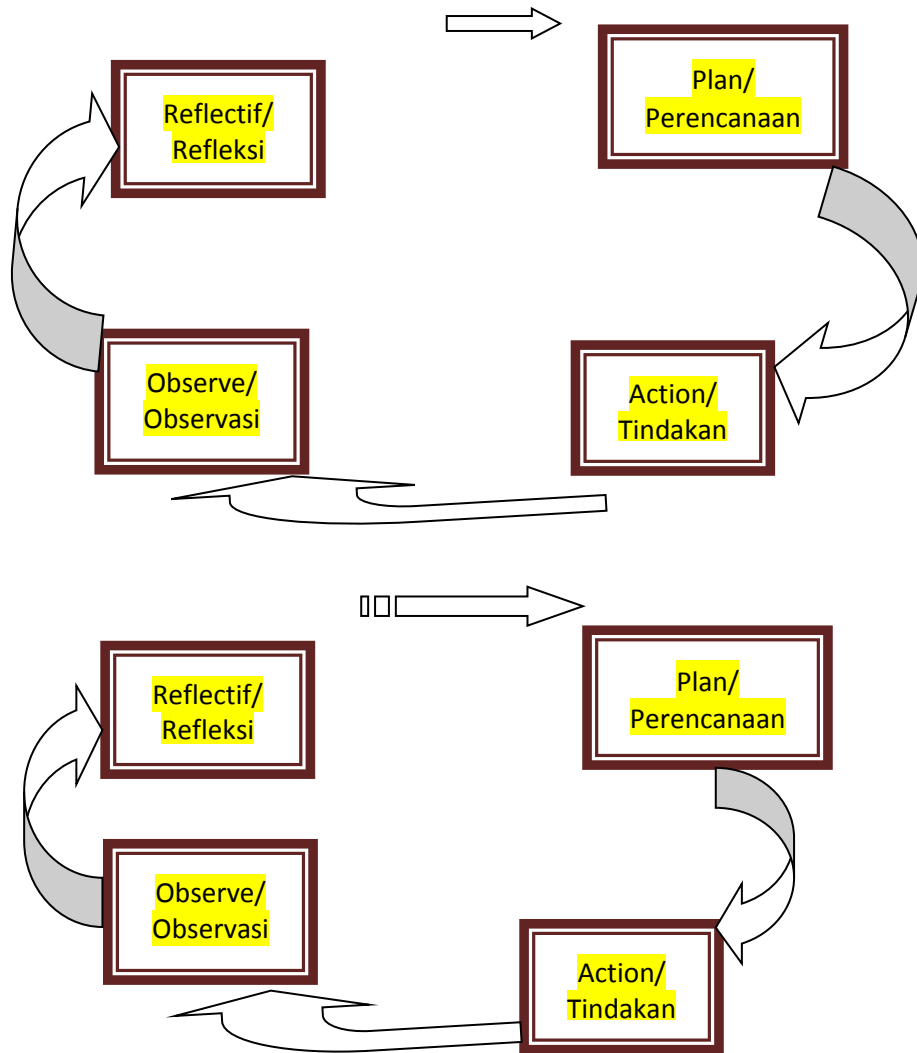 Reflectif/
Refleksi
Plan/
Perencanaan
Observe/
Observasi
Action/
Tindakan
Reflectif/
Refleksi
Plan/
Perencanaan
Observe/
Observasi
Action/
Tindakan